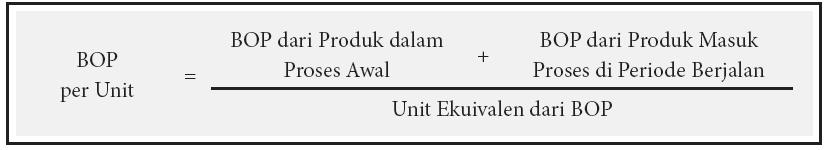 BOP per Unit = BOP dari Produk dalam Proses Awal + BOP dari Produk Masuk Proses di Periode Berjalan
Unit Ekuivalen dari BOP